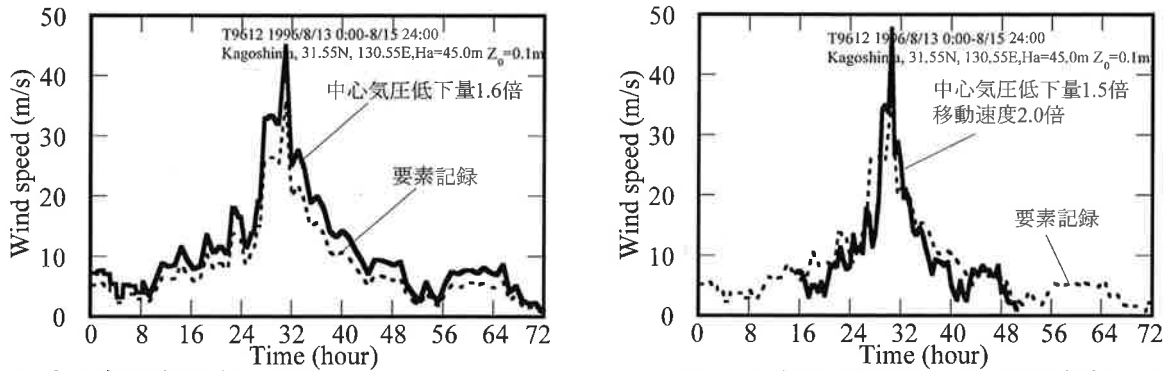 50
40
30
20
10
0
Wind speed (m/s)
T9612 1996/8/13 0:00-8/15 24:00
Kagoshima, 31.55N, 130.55E,Ha=45.0m Z0=0.1m
中心気圧低下量1.6倍
要素記録
0 8 16 24 32 40 48 56 64 72
Time (hour)
50
40
30
20
10
0
Wind speed (m/s)
T9612 1996/8/13 0:00-8/15 24:00
Kagoshima, 31.55N, 130.55E,Ha=45.0m Z0=0.1m
中心気圧低下量1.5倍
移動速度2.0倍
要素記録
0 8 16 24 32 40 48 56 64 72
Time (hour)